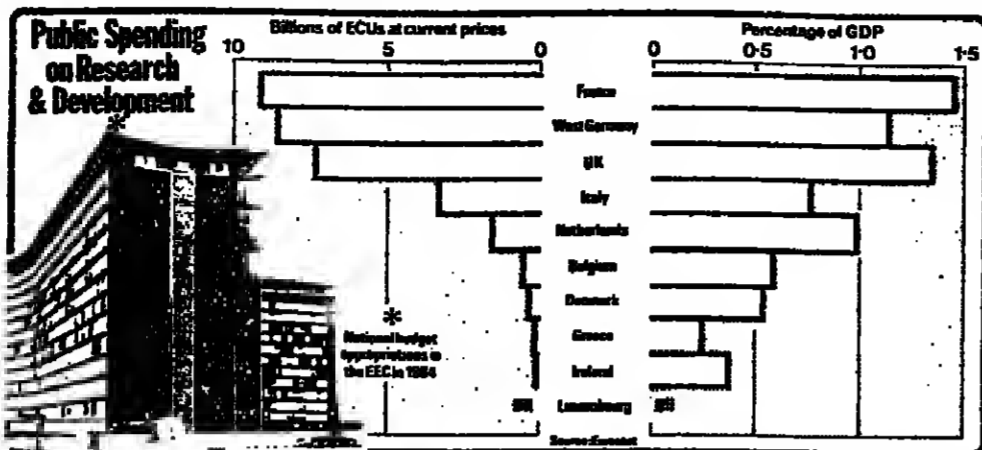 Public Spending
on Research
& Development
*
Billions of ECUs at current prices
10 5 0
Percentage of GDP
0 0·5 1·0 1·5
France
West Germany
UK
Italy
Netherlands
Belgium
Denmark
Greece
Ireland
Luxembourg
*
National budget
appropriations in
the EEC in 1984
Source: Eurostat